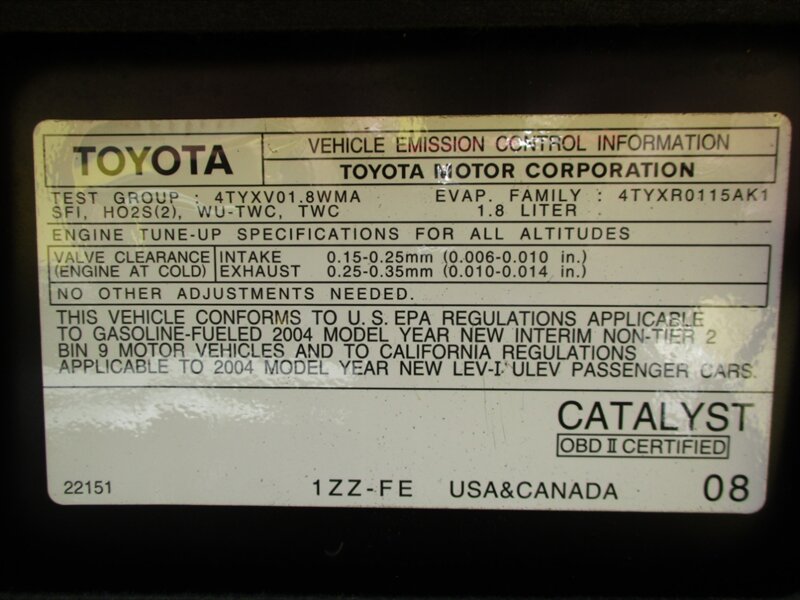 TOYOTA
VEHICLE EMISSION CONTROL INFORMATION
TOYOTA MOTOR CORPORATION
TEST GROUP : 4TYXV01.8WMA EVAP. FAMILY : 4TYXR0115AK1
SFI, HO2S(2), WU-TWC, TWC 1.8 LITER
ENGINE TUNE-UP SPECIFICATIONS FOR ALL ALTITUDES
VALVE CLEARANCE INTAKE 0.15-0.25mm (0.006-0.010 in.)
(ENGINE AT COLD) EXHAUST 0.25-0.35mm (0.010-0.014 in.)
NO OTHER ADJUSTMENTS NEEDED.
THIS VEHICLE CONFORMS TO U.S. EPA REGULATIONS APPLICABLE
TO GASOLINE-FUELED 2004 MODEL YEAR NEW INTERIM NON-TIER 2
BIN 9 MOTOR VEHICLES AND TO CALIFORNIA REGULATIONS
APPLICABLE TO 2004 MODEL YEAR NEW LEV-I ULEV PASSENGER CARS.
CATALYST
OBD II CERTIFIED
22151 1ZZ-FE USA&CANADA 08